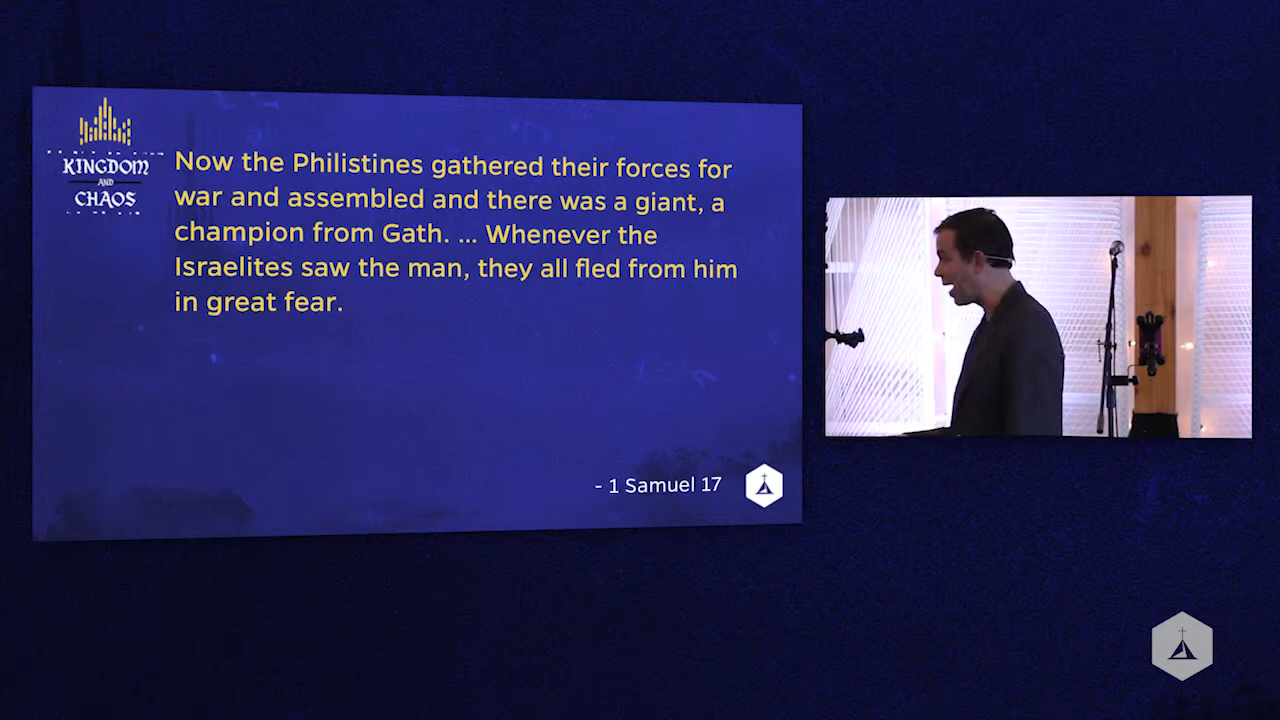 KINGDOM
AND
CHAOS
Now the Philistines gathered their forces for
war and assembled and there was a giant, a
champion from Gath. ... Whenever the
Israelites saw the man, they all fled from him
in great fear.
- 1 Samuel 17